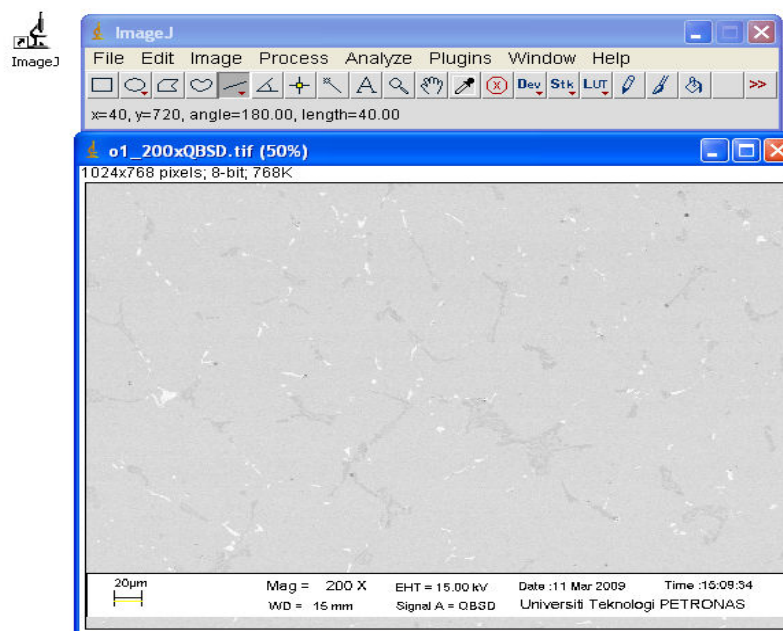 ImageJ
ImageJ
File Edit Image Process Analyze Plugins Window Help
A Dev Stk LUT >>
x=40, y=720, angle=180.00, length=40.00
o1_200xQBSD.tif (50%)
1024x768 pixels; 8-bit; 768K
20µm Mag = 200 X EHT = 15.00 kV Date :11 Mar 2009 Time :15:09:34
WD = 15 mm Signal A = QBSD Universiti Teknologi PETRONAS